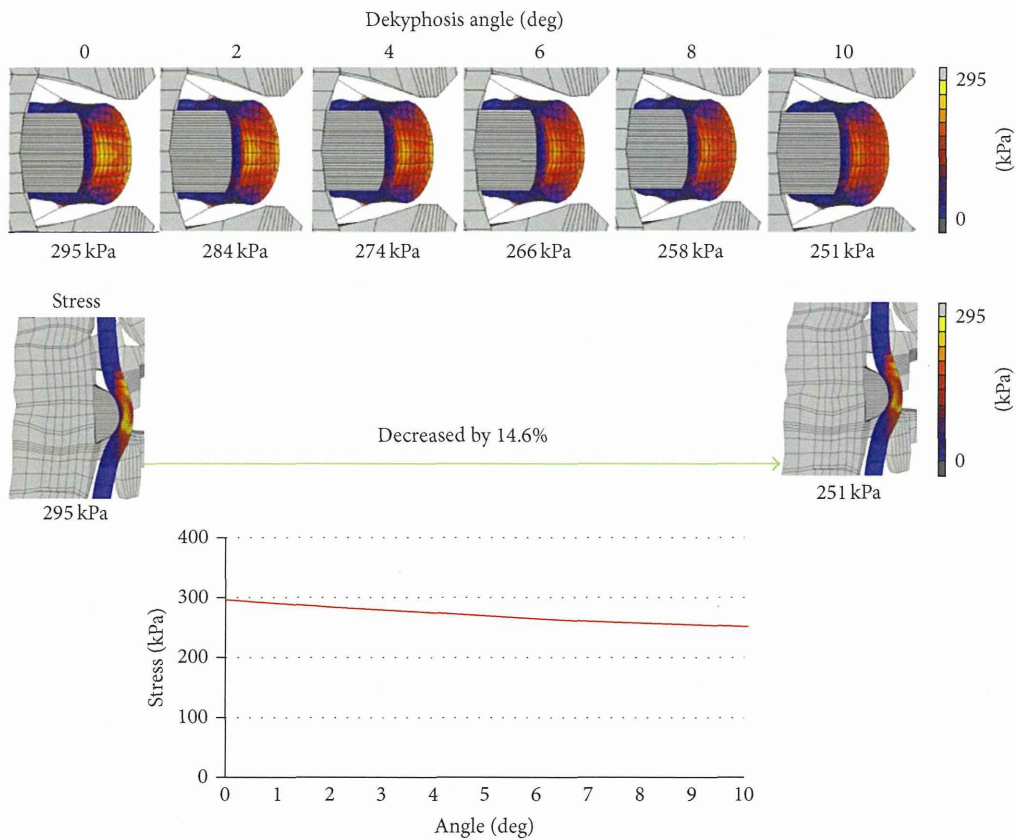 Dekyphosis angle (deg)
0 2 4 6 8 10
295
(kPa)
0
295 kPa 284 kPa 274 kPa 266 kPa 258 kPa 251 kPa
Stress
295
(kPa)
0
Decreased by 14.6%
295 kPa
251 kPa
400
300
200
100
0
Stress (kPa)
0 1 2 3 4 5 6 7 8 9 10
Angle (deg)